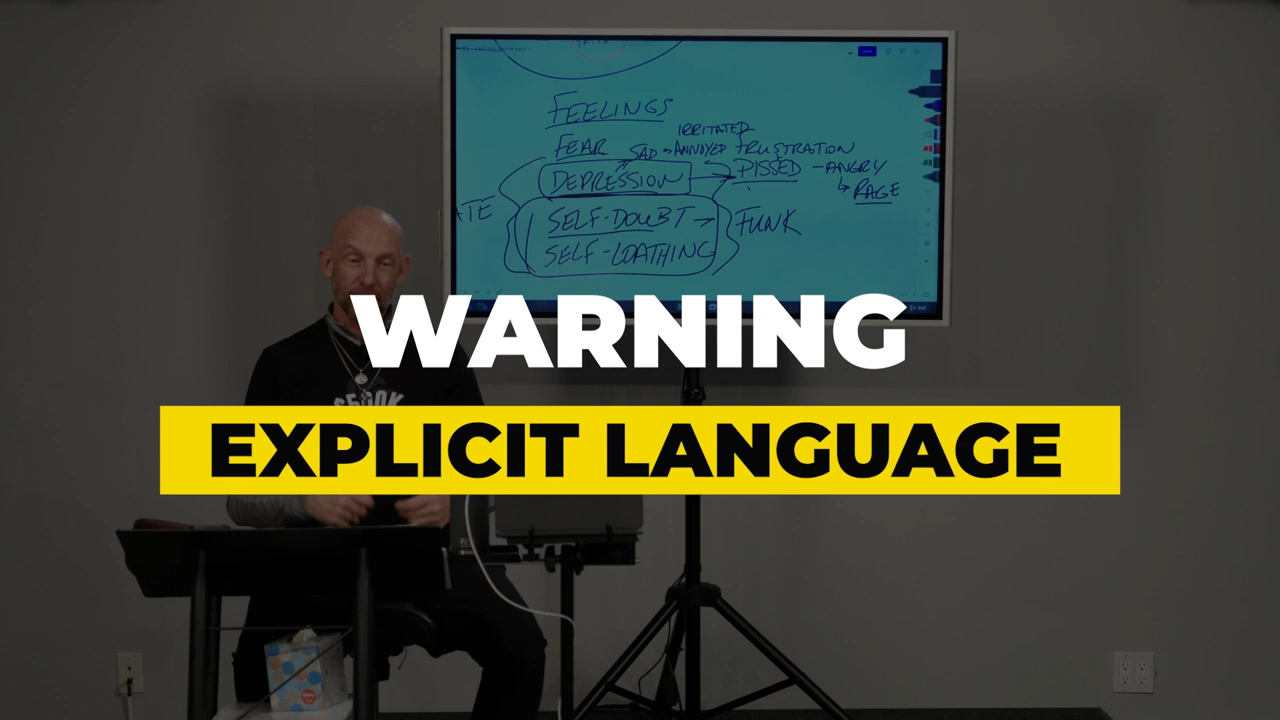 FEELINGS
IRRITATED
FEAR SAD → ANNOYED FRUSTRATION
DEPRESSION → PISSED - ANGRY
↳ RAGE
SELF-DOUBT → FUNK
SELF-LOATHING
WARNING
EXPLICIT LANGUAGE